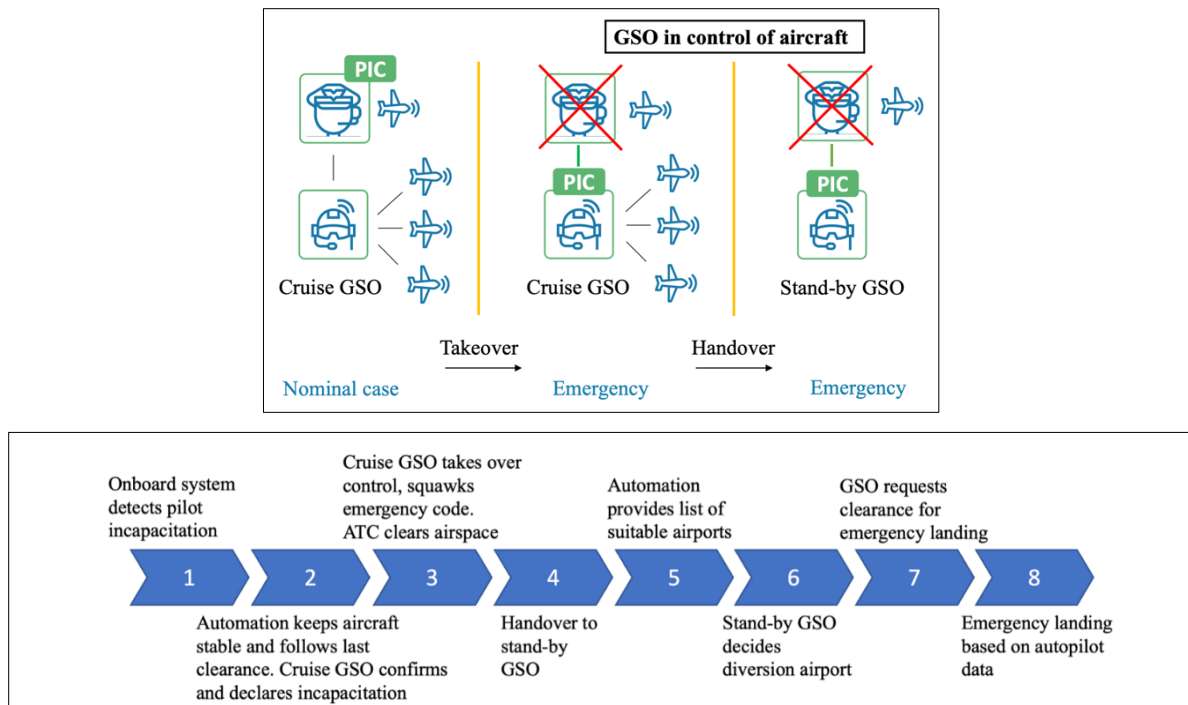 GSO in control of aircraft
PIC
PIC
PIC
Cruise GSO
Cruise GSO
Stand-by GSO
Takeover
Handover
Nominal case
Emergency
Emergency
Onboard system
detects pilot
incapacitation
Cruise GSO takes over
control, squawks
emergency code.
ATC clears airspace
Automation
provides list of
suitable airports
GSO requests
clearance for
emergency landing
1
2
3
4
5
6
7
8
Automation keeps aircraft
stable and follows last
clearance. Cruise GSO confirms
and declares incapacitation
Handover to
stand-by
GSO
Stand-by GSO
decides
diversion airport
Emergency landing
based on autopilot
data